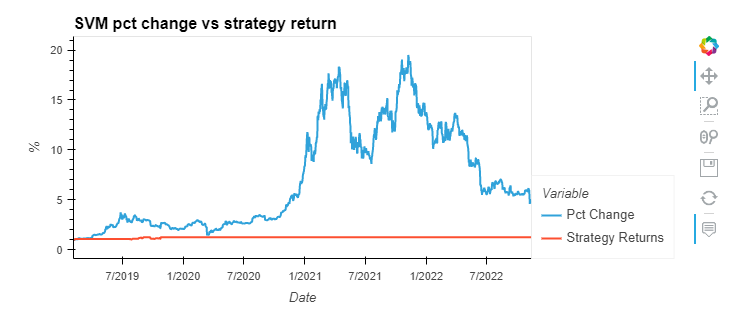 SVM pct change vs strategy return
20
15
10
5
0
%
7/2019 1/2020 7/2020 1/2021 7/2021 1/2022 7/2022
Date
Variable
Pct Change
Strategy Returns